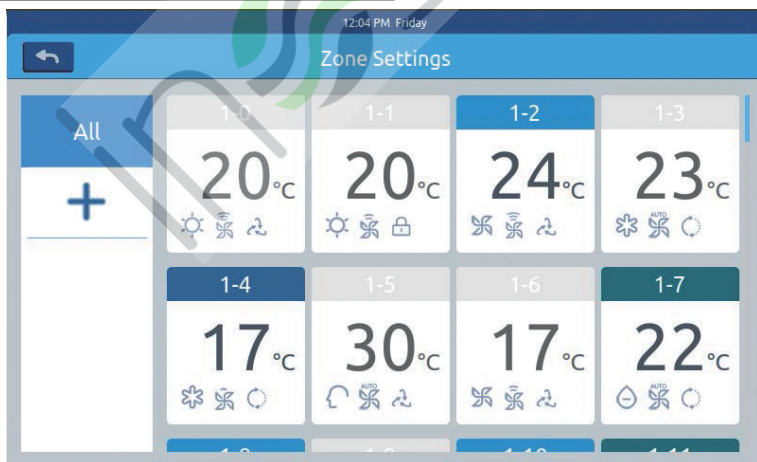 12:04 PM Friday
Zone Settings
All
1-0
1-1
1-2
1-3
20°C
20°C
24°C
23°C
AUTO
1-4
1-5
1-6
1-7
17°C
30°C
17°C
22°C
AUTO
AUTO